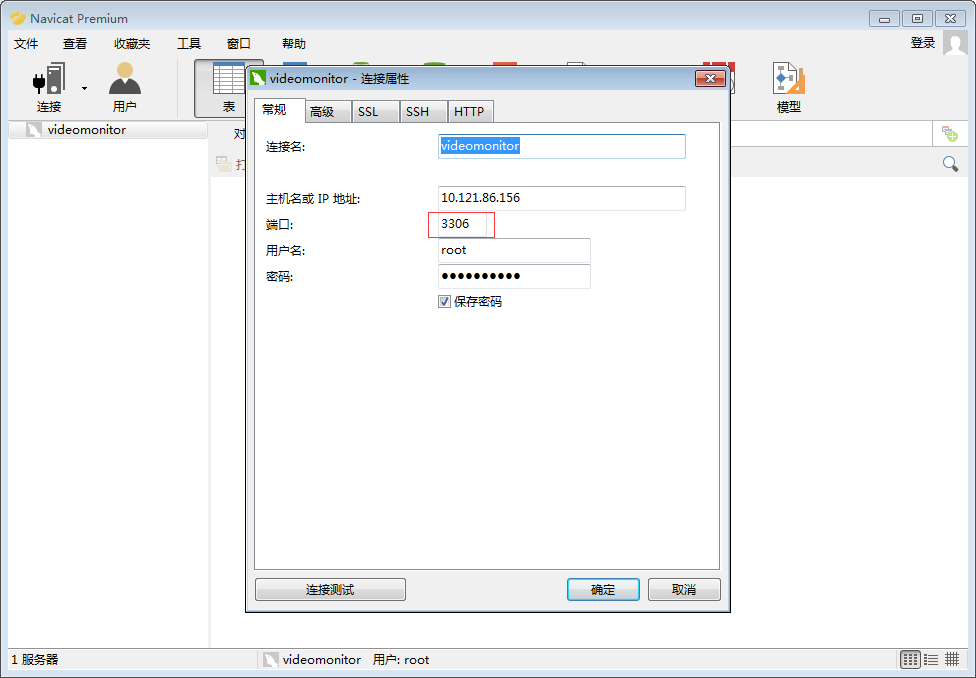 Navicat Premium
文件 查看 收藏夹 工具 窗口 帮助 登录
连接 用户 表 模型
videomonitor
对
打
videomonitor - 连接属性
常规 高级 SSL SSH HTTP
连接名: videomonitor
主机名或 IP 地址: 10.121.86.156
端口: 3306
用户名: root
密码: ●●●●●●●●●●
保存密码
连接测试 确定 取消
1 服务器 videomonitor 用户: root